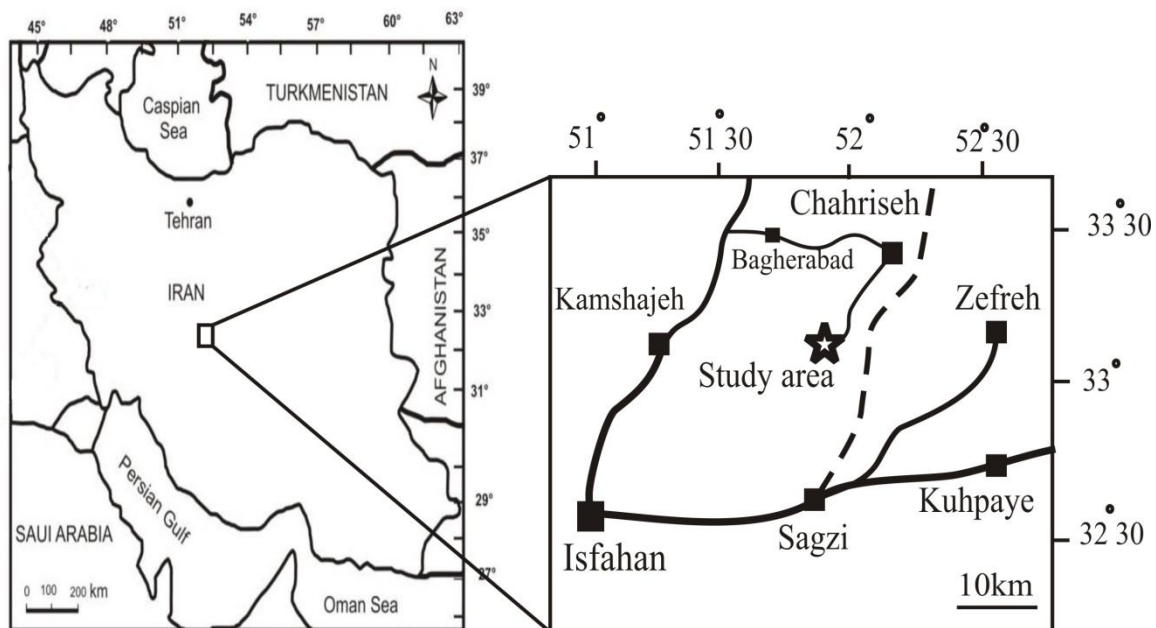 45° 48° 51° 54° 57° 60° 63°
N
39°
37°
35°
33°
31°
29°
27°
TURKMENISTAN
Caspian
Sea
Tehran
IRAN
AFGHANISTAN
Persian Gulf
SAUI ARABIA
Oman Sea
0 100 200 km
51° 51°30 52° 52°30
33°30
33°
32°30
Chahriseh
Bagherabad
Kamshajeh
Zefreh
Study area
Kuhpaye
Sagzi
Isfahan
10km